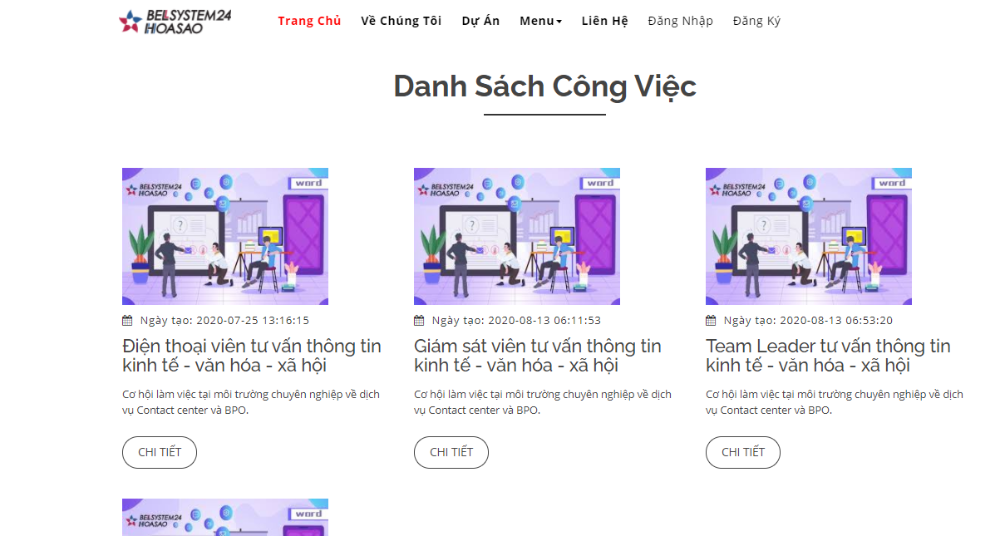 BELLSYSTEM24
HOASAO
Trang Chủ Về Chúng Tôi Dự Án Menu Liên Hệ Đăng Nhập Đăng Ký
Danh Sách Công Việc
BELLSYSTEM24
HOASAO
word
?
BELLSYSTEM24
HOASAO
word
?
BELLSYSTEM24
HOASAO
word
?
Ngày tạo: 2020-07-25 13:16:15
Điện thoại viên tư vấn thông tin
kinh tế - văn hóa - xã hội
Cơ hội làm việc tại môi trường chuyên nghiệp về dịch
vụ Contact center và BPO.
CHI TIẾT
Ngày tạo: 2020-08-13 06:11:53
Giám sát viên tư vấn thông tin
kinh tế - văn hóa - xã hội
Cơ hội làm việc tại môi trường chuyên nghiệp về dịch
vụ Contact center và BPO.
CHI TIẾT
Ngày tạo: 2020-08-13 06:53:20
Team Leader tư vấn thông tin
kinh tế - văn hóa - xã hội
Cơ hội làm việc tại môi trường chuyên nghiệp về dịch
vụ Contact center và BPO.
CHI TIẾT
BELLSYSTEM24
HOASAO
word